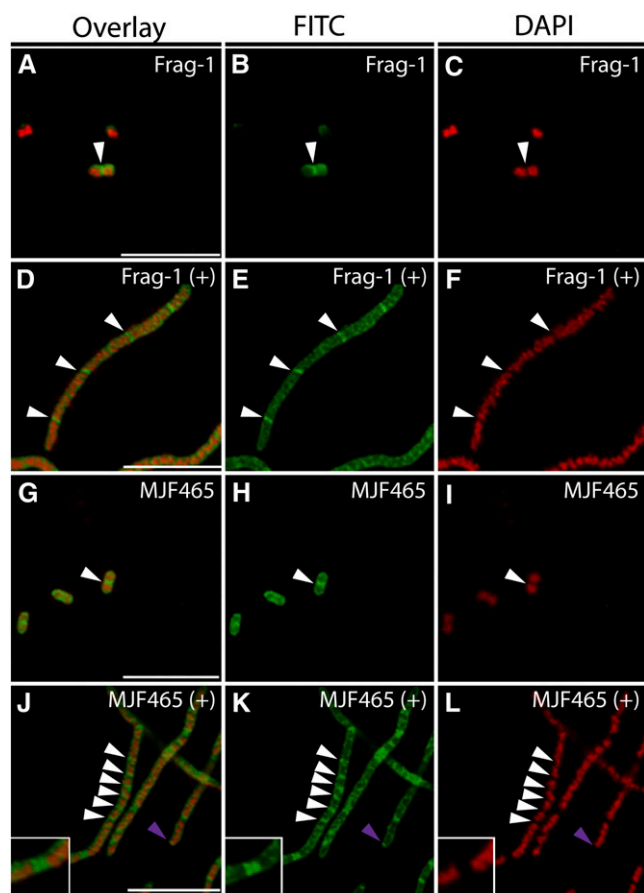 Overlay FITC DAPI
A Frag-1 B Frag-1 C Frag-1
D Frag-1 (+) E Frag-1 (+) F Frag-1 (+)
G MJF465 H MJF465 I MJF465
J MJF465 (+) K MJF465 (+) L MJF465 (+)